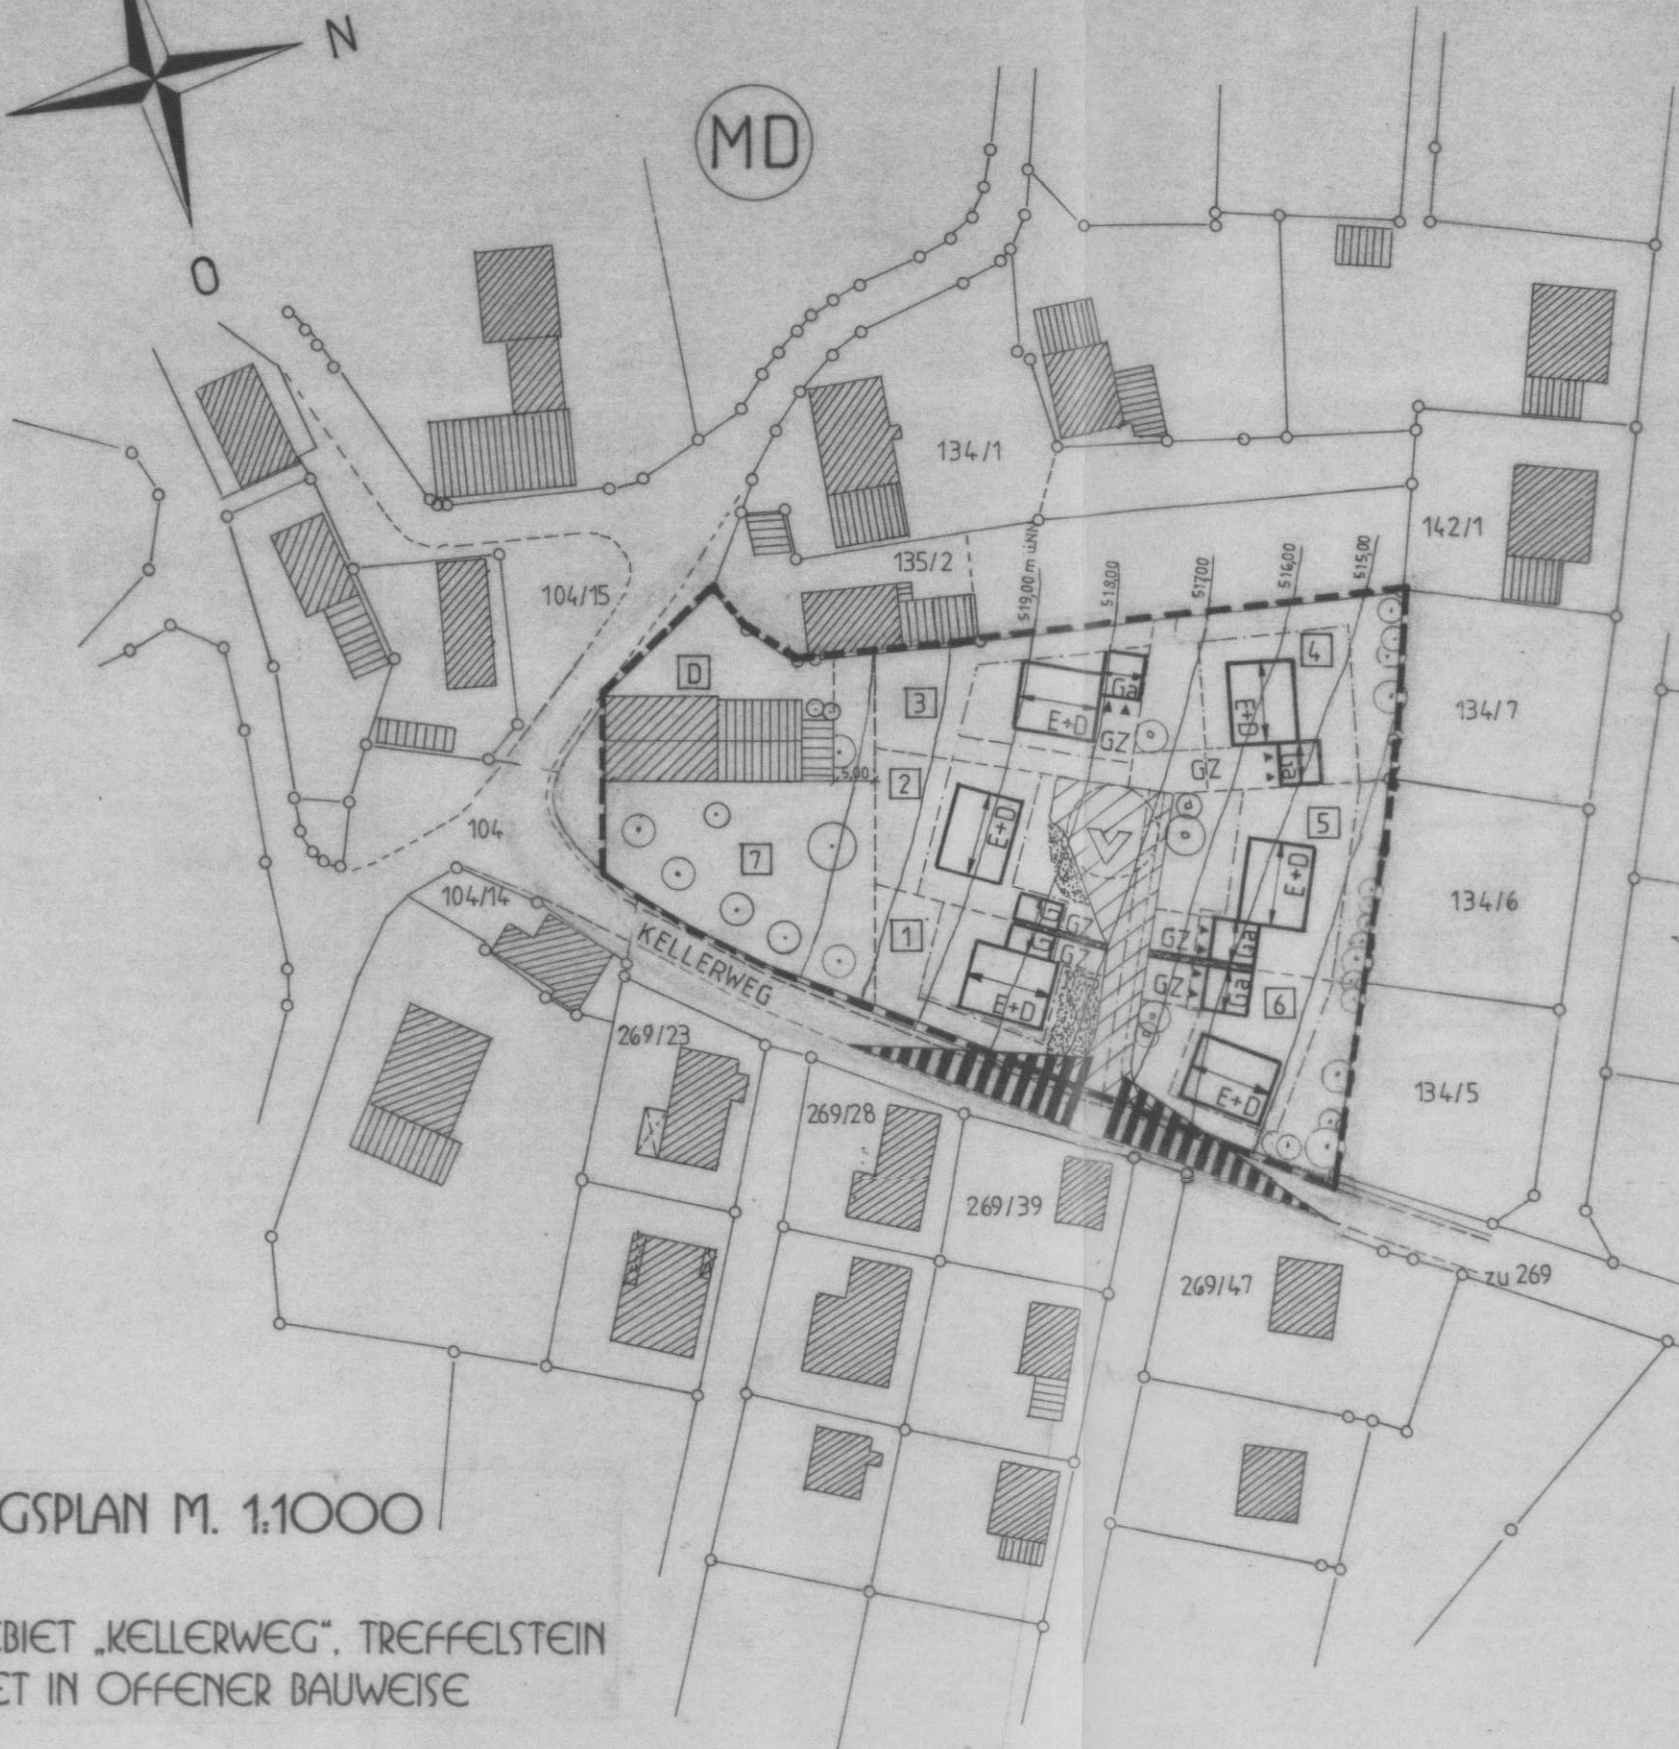 N
MD
O
134/1
142/1
135/2
519,00 m üNN
518,00
517,00
516,00
515,00
104/15
D
3
Ga
4
E+D
E+D
GZ
GZ
Ga
134/7
5,00
2
E+D
5
104
7
V
E+D
134/6
104/14
1
G
GZ
G
GZ
GZ
Ga
KELLERWEG
GZ
Ga
6
E+D
269/23
E+D
134/5
269/28
269/39
269/47
zu 269
GSPLAN M. 1:1000
BIET „KELLERWEG“. TREFFELSTEIN
ET IN OFFENER BAUWEISE